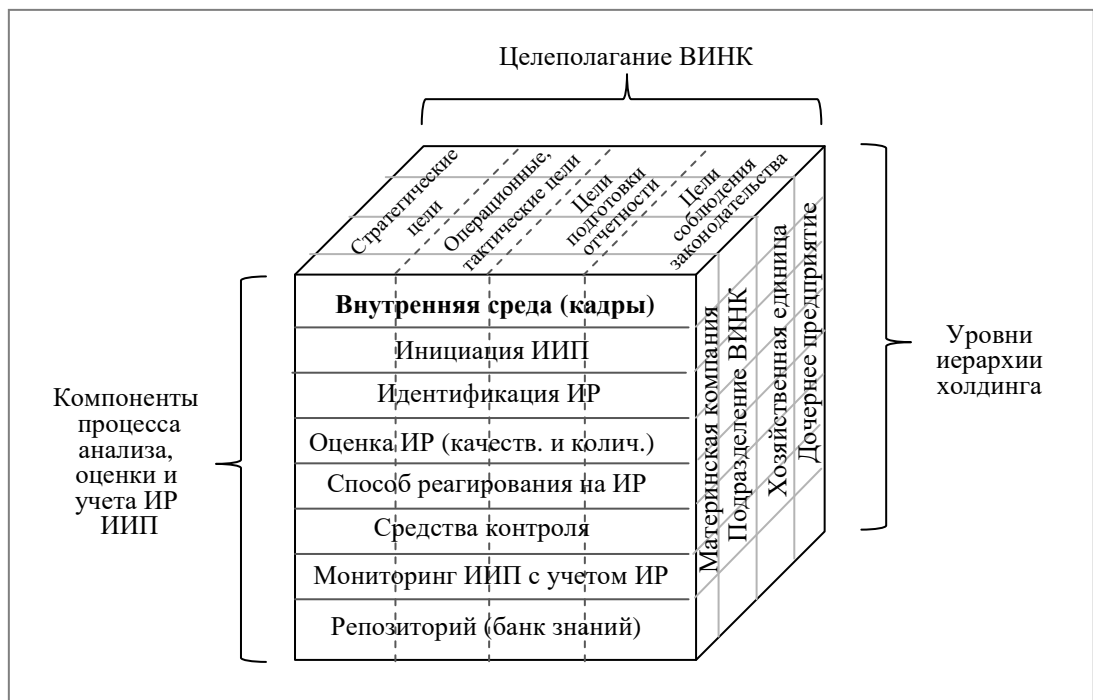 Целеполагание ВИНК
Стратегические
цели
Операционные,
тактические цели
Цели
подготовки
отчетности
Цели
соблюдения
законодательства
Компоненты
процесса
анализа,
оценки и
учета ИР
ИИП
Внутренняя среда (кадры)
Инициация ИИП
Идентификация ИР
Оценка ИР (качеств. и колич.)
Способ реагирования на ИР
Средства контроля
Мониторинг ИИП с учетом ИР
Репозиторий (банк знаний)
Материнская компания
Подразделение ВИНК
Хозяйственная единица
Дочернее предприятие
Уровни
иерархии
холдинга